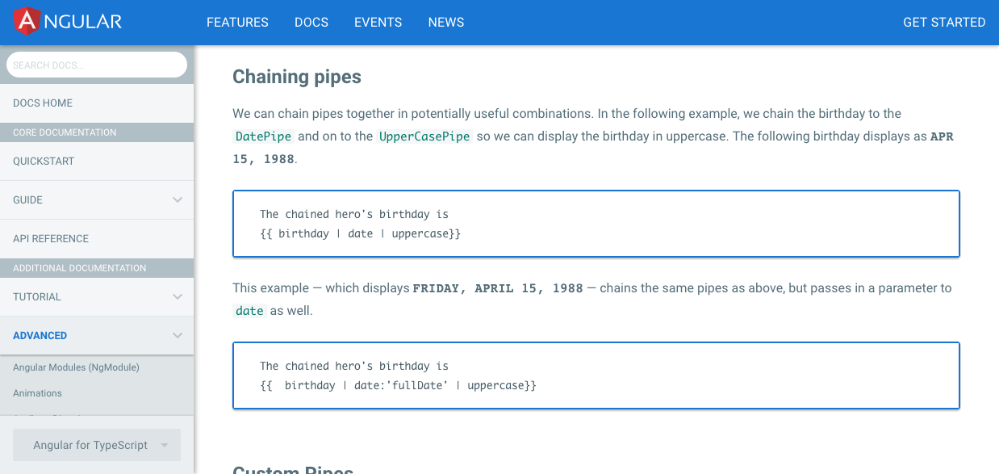 ANGULAR
FEATURES
DOCS
EVENTS
NEWS
GET STARTED
SEARCH DOCS...
DOCS HOME
CORE DOCUMENTATION
QUICKSTART
GUIDE
API REFERENCE
ADDITIONAL DOCUMENTATION
TUTORIAL
ADVANCED
Angular Modules (NgModule)
Animations
Angular for TypeScript
Chaining pipes
We can chain pipes together in potentially useful combinations. In the following example, we chain the birthday to the
DatePipe and on to the UpperCasePipe so we can display the birthday in uppercase. The following birthday displays as APR
15, 1988.
The chained hero's birthday is
{{ birthday | date | uppercase}}
This example — which displays FRIDAY, APRIL 15, 1988 — chains the same pipes as above, but passes in a parameter to
date as well.
The chained hero's birthday is
{{  birthday | date:'fullDate' | uppercase}}
Custom Pipes